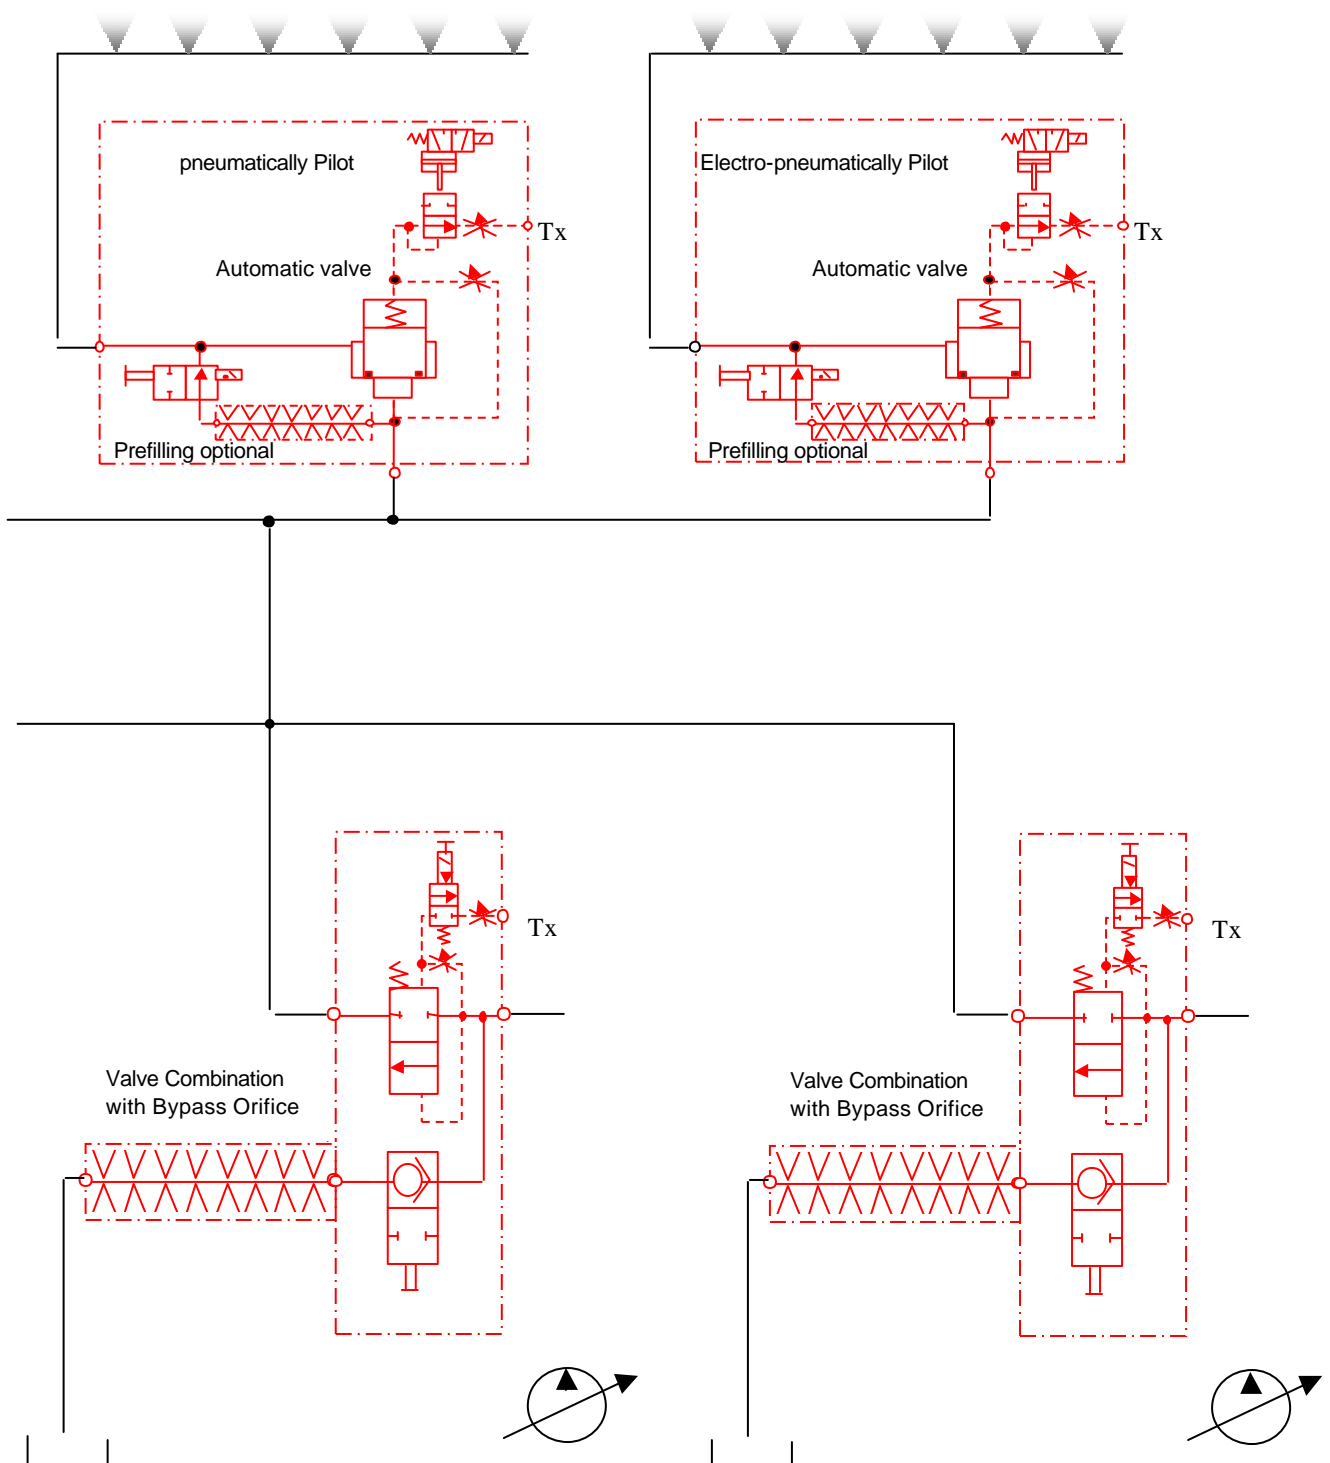 pneumatically Pilot
Electro-pneumatically Pilot
Tx
Tx
Automatic valve
Automatic valve
Prefilling optional
Prefilling optional
Tx
Tx
Valve Combination
with Bypass Orifice
Valve Combination
with Bypass Orifice